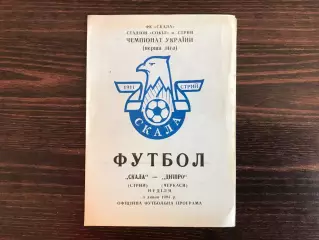 ФК «СКАЛА»
СТАДІОН «СОКІЛ» м. СТРИЙ
ЧЕМПІОНАТ УКРАЇНИ
(перша ліга)
1911 СТРИЙ
СКАЛА
ФУТБОЛ
„СКАЛА" — „ДНІПРО"
(СТРИЙ) (ЧЕРКАСИ)
НЕДІЛЯ
1994 р.
ОФІЦІЙНА ФУТБОЛЬНА ПРОГРАМА